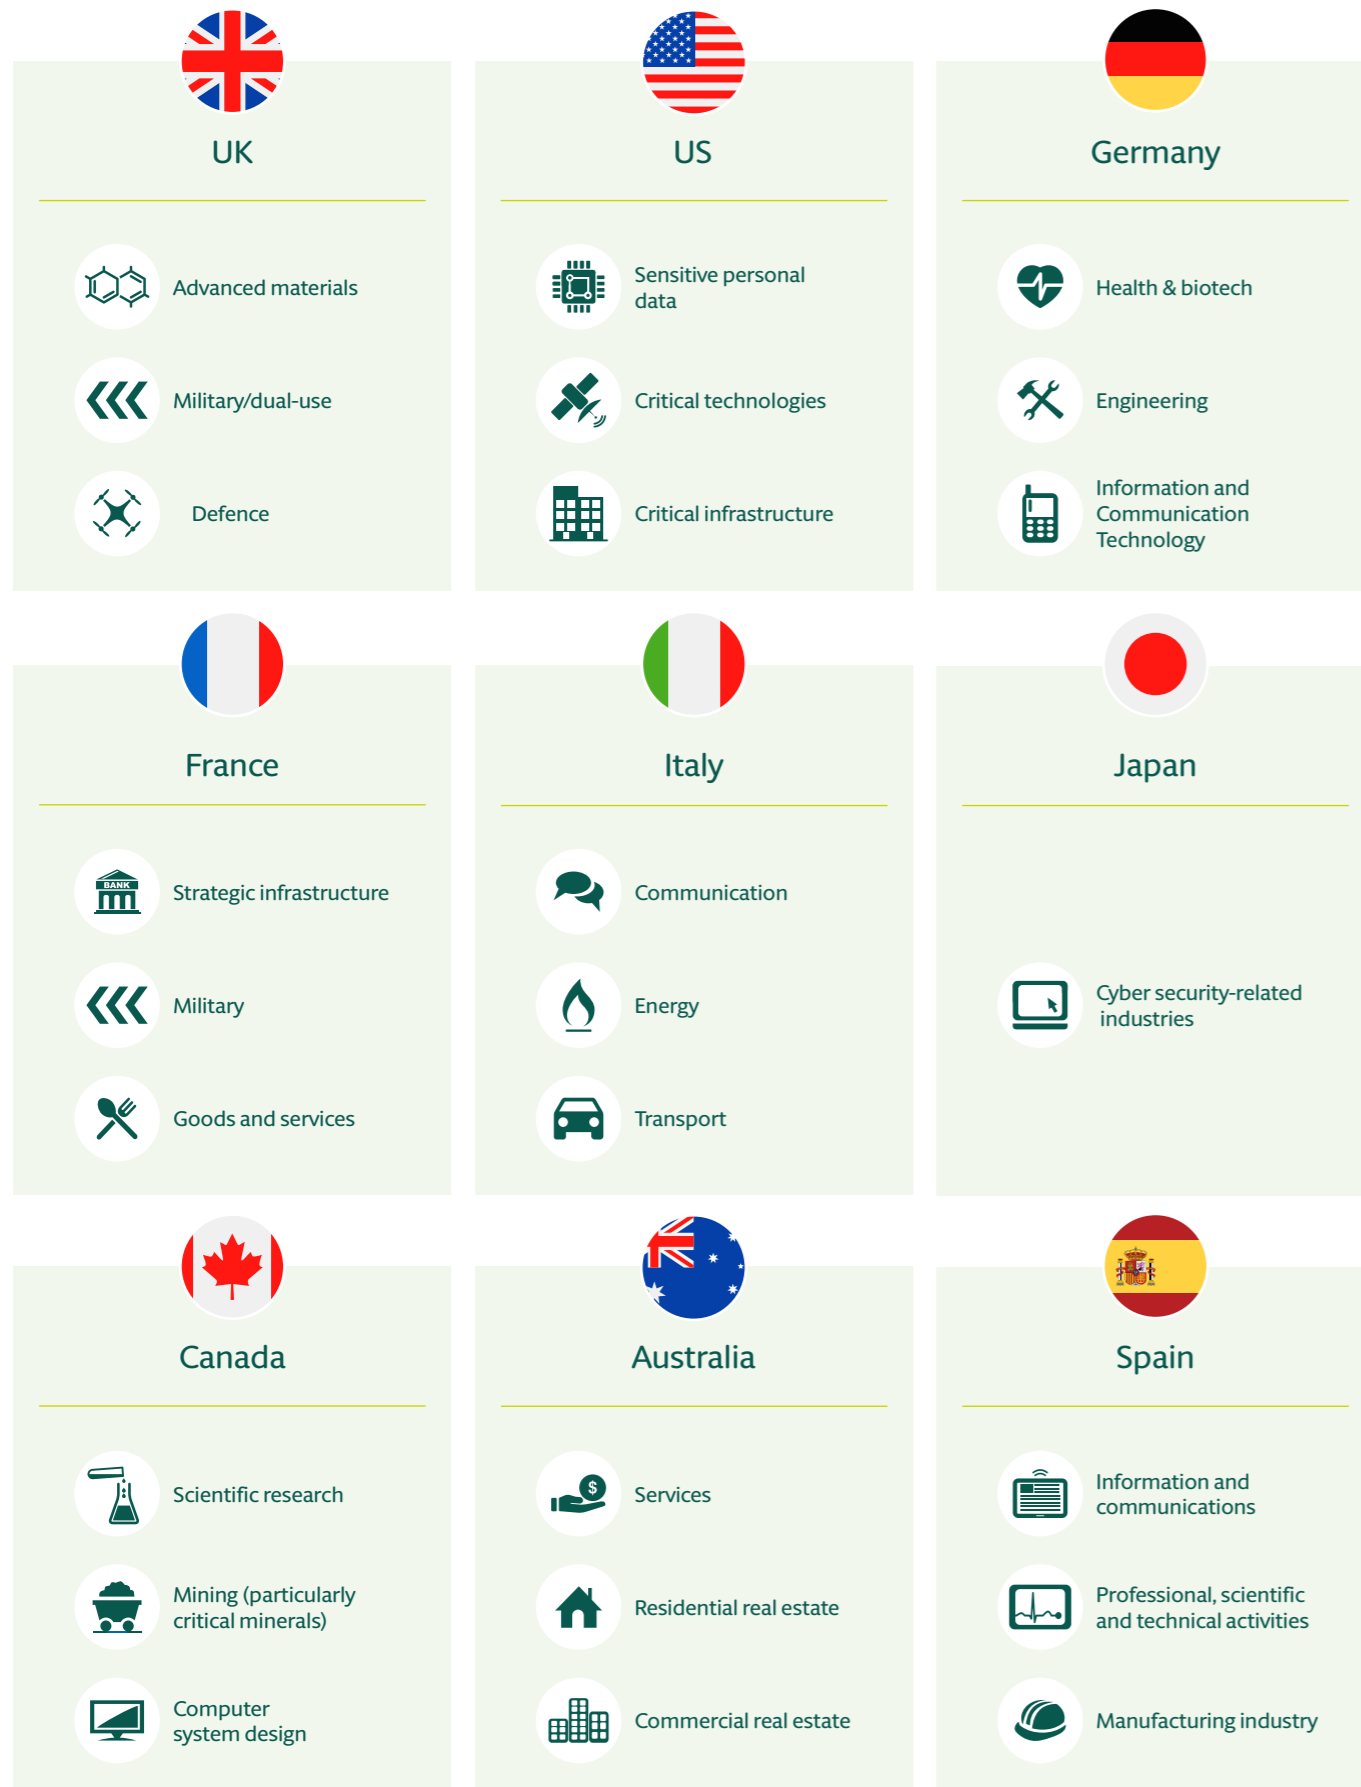 UK
Advanced materials
Military/dual-use
Defence
US
Sensitive personal
data
Critical technologies
Critical infrastructure
Germany
Health & biotech
Engineering
Information and
Communication
Technology
France
BANK
Strategic infrastructure
Military
Goods and services
Italy
Communication
Energy
Transport
Japan
Cyber security-related
industries
Canada
Scientific research
Mining (particularly
critical minerals)
Computer
system design
Australia
$
Services
Residential real estate
Commercial real estate
Spain
Information and
communications
Professional, scientific
and technical activities
Manufacturing industry